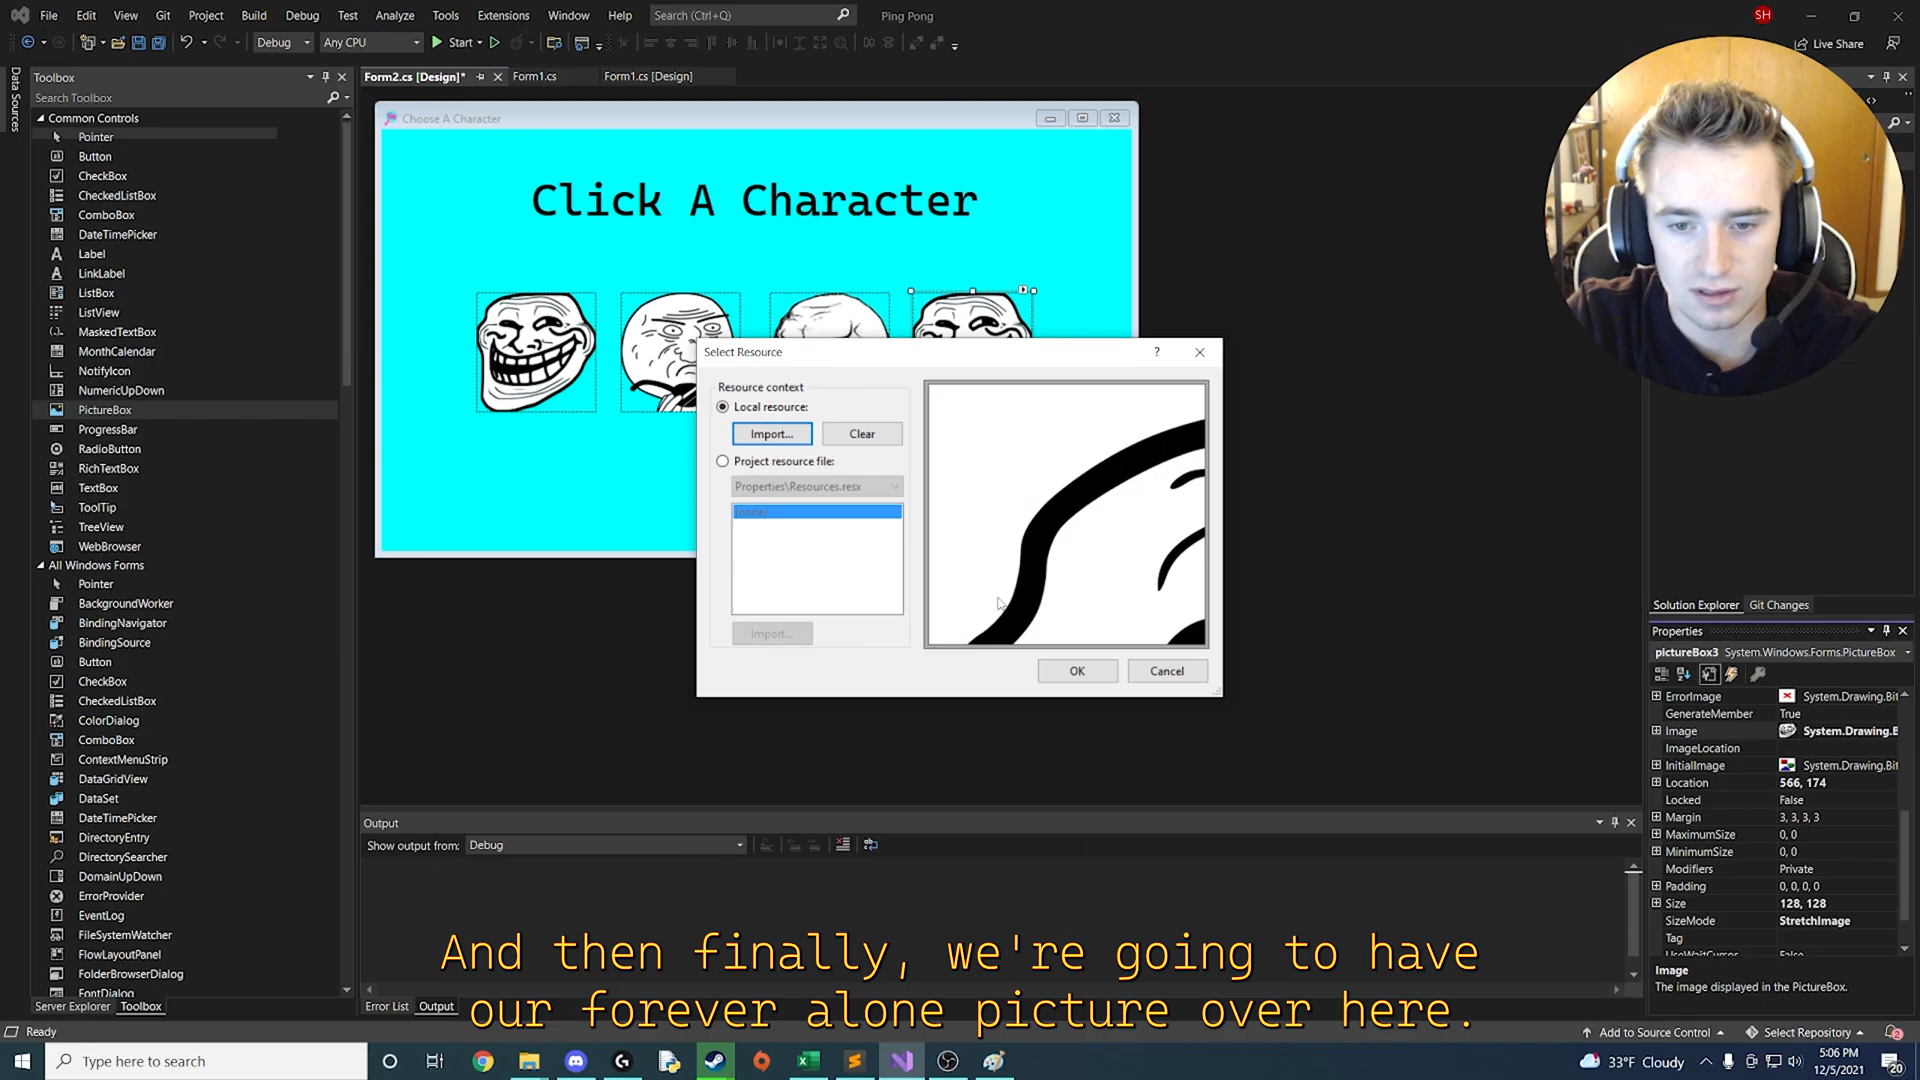 File Edit View Git Project Build Debug Test Analyze Tools Extensions Window Help Search (Ctrl+Q) Ping Pong SH
Debug Any CPU Start Live Share
Data Sources
Toolbox
Search Toolbox
Common Controls
Pointer
Button
CheckBox
CheckedListBox
ComboBox
DateTimePicker
Label
LinkLabel
ListBox
ListView
MaskedTextBox
MonthCalendar
NotifyIcon
NumericUpDown
PictureBox
ProgressBar
RadioButton
RichTextBox
TextBox
ToolTip
TreeView
WebBrowser
All Windows Forms
Pointer
BackgroundWorker
BindingNavigator
BindingSource
Button
CheckBox
CheckedListBox
ColorDialog
ComboBox
ContextMenuStrip
DataGridView
DataSet
DateTimePicker
DirectoryEntry
DirectorySearcher
DomainUpDown
ErrorProvider
EventLog
FileSystemWatcher
FlowLayoutPanel
FolderBrowserDialog
FontDialog
Server Explorer Toolbox
Form2.cs [Design]* Form1.cs Form1.cs [Design]
Choose A Character
Click A Character
Select Resource ?
Resource context
Local resource:
Import... Clear
Project resource file:
Properties\Resources.resx
(none)
Import...
OK Cancel
Output
Show output from: Debug
Error List Output
Solution Explorer Git Changes
Properties
pictureBox3 System.Windows.Forms.PictureBox
ErrorImage System.Drawing.Bit
GenerateMember True
Image System.Drawing.B
ImageLocation
InitialImage System.Drawing.Bit
Location 566, 174
Locked False
Margin 3, 3, 3, 3
MaximumSize 0, 0
MinimumSize 0, 0
Modifiers Private
Padding 0, 0, 0, 0
Size 128, 128
SizeMode StretchImage
Tag
UseWaitCursor False
Image
The image displayed in the PictureBox.
And then finally, we're going to have
our forever alone picture over here.
Ready Add to Source Control Select Repository 2
Type here to search 33°F Cloudy 5:06 PM
12/5/2021 20